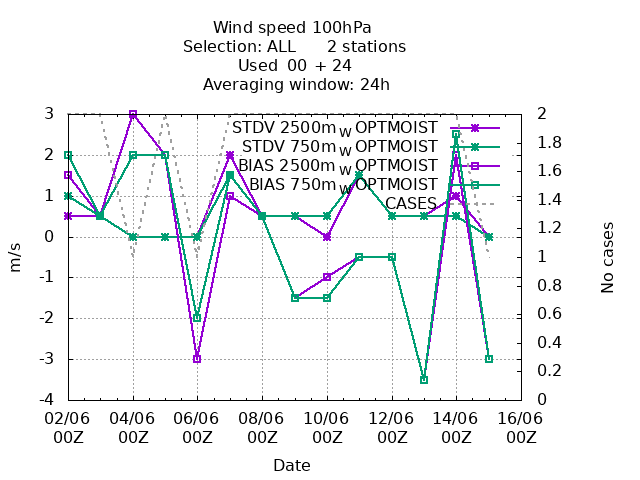 Wind speed 100hPa
Selection: ALL 2 stations
Used 00 + 24
Averaging window: 24h
3 2
STDV 2500m W OPTMOIST
STDV 750m W OPTMOIST
BIAS 2500m W OPTMOIST
BIAS 750m W OPTMOIST
CASES
2
1
0
-1
-2
-3
-4
1.8
1.6
1.4
1.2
1
0.8
0.6
0.4
0.2
0
m/s
No cases
02/06 04/06 06/06 08/06 10/06 12/06 14/06 16/06
00Z 00Z 00Z 00Z 00Z 00Z 00Z 00Z
Date